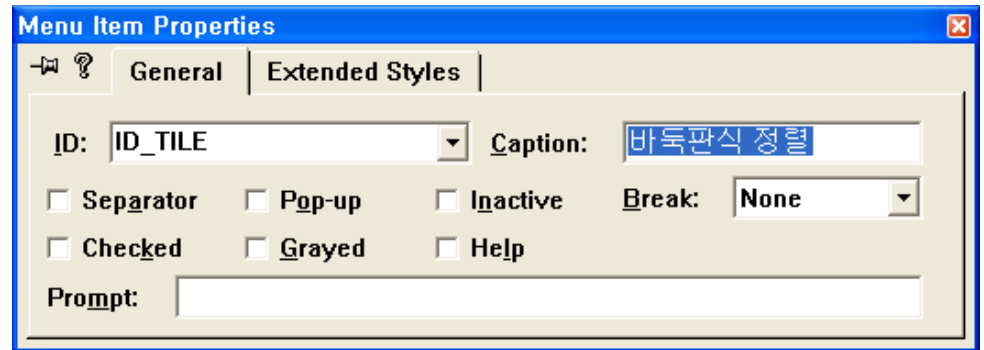 Menu Item Properties
General Extended Styles
ID: ID_TILE Caption: 바둑판식 정렬
Separator Pop-up Inactive Break: None
Checked Grayed Help
Prompt: